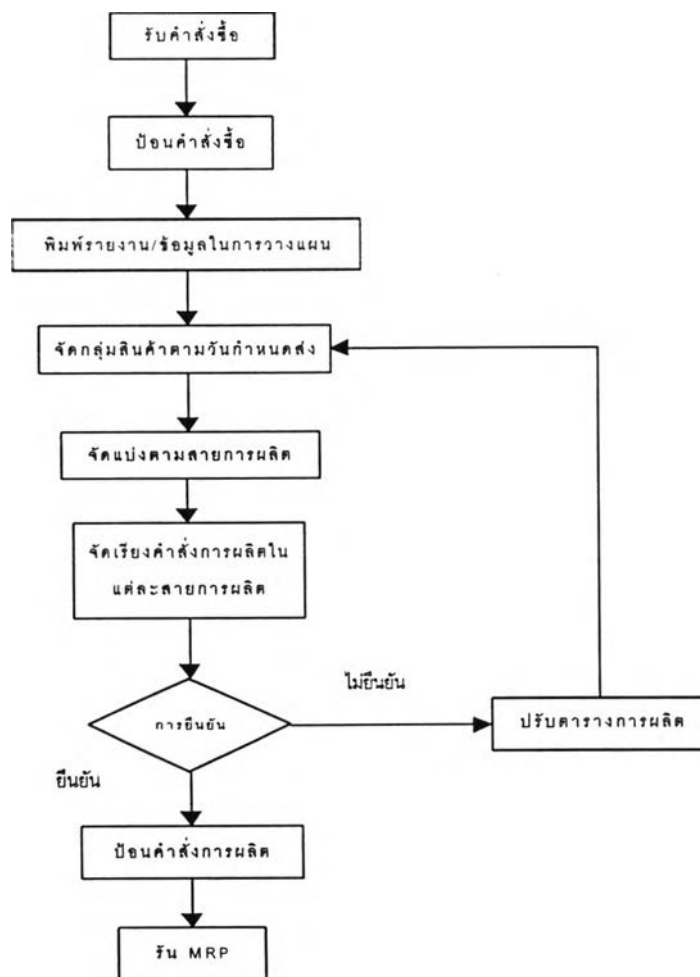 รับคำสั่งซื้อ
ป้อนคำสั่งซื้อ
พิมพ์รายงาน/ข้อมูลในการวางแผน
จัดกลุ่มสินค้าตามวันกำหนดส่ง
จัดแบ่งตามสายการผลิต
จัดเรียงคำสั่งการผลิตใน
แต่ละสายการผลิต
ไม่ยืนยัน
การยืนยัน
ปรับตารางการผลิต
ยืนยัน
ป้อนคำสั่งการผลิต
รัน MRP